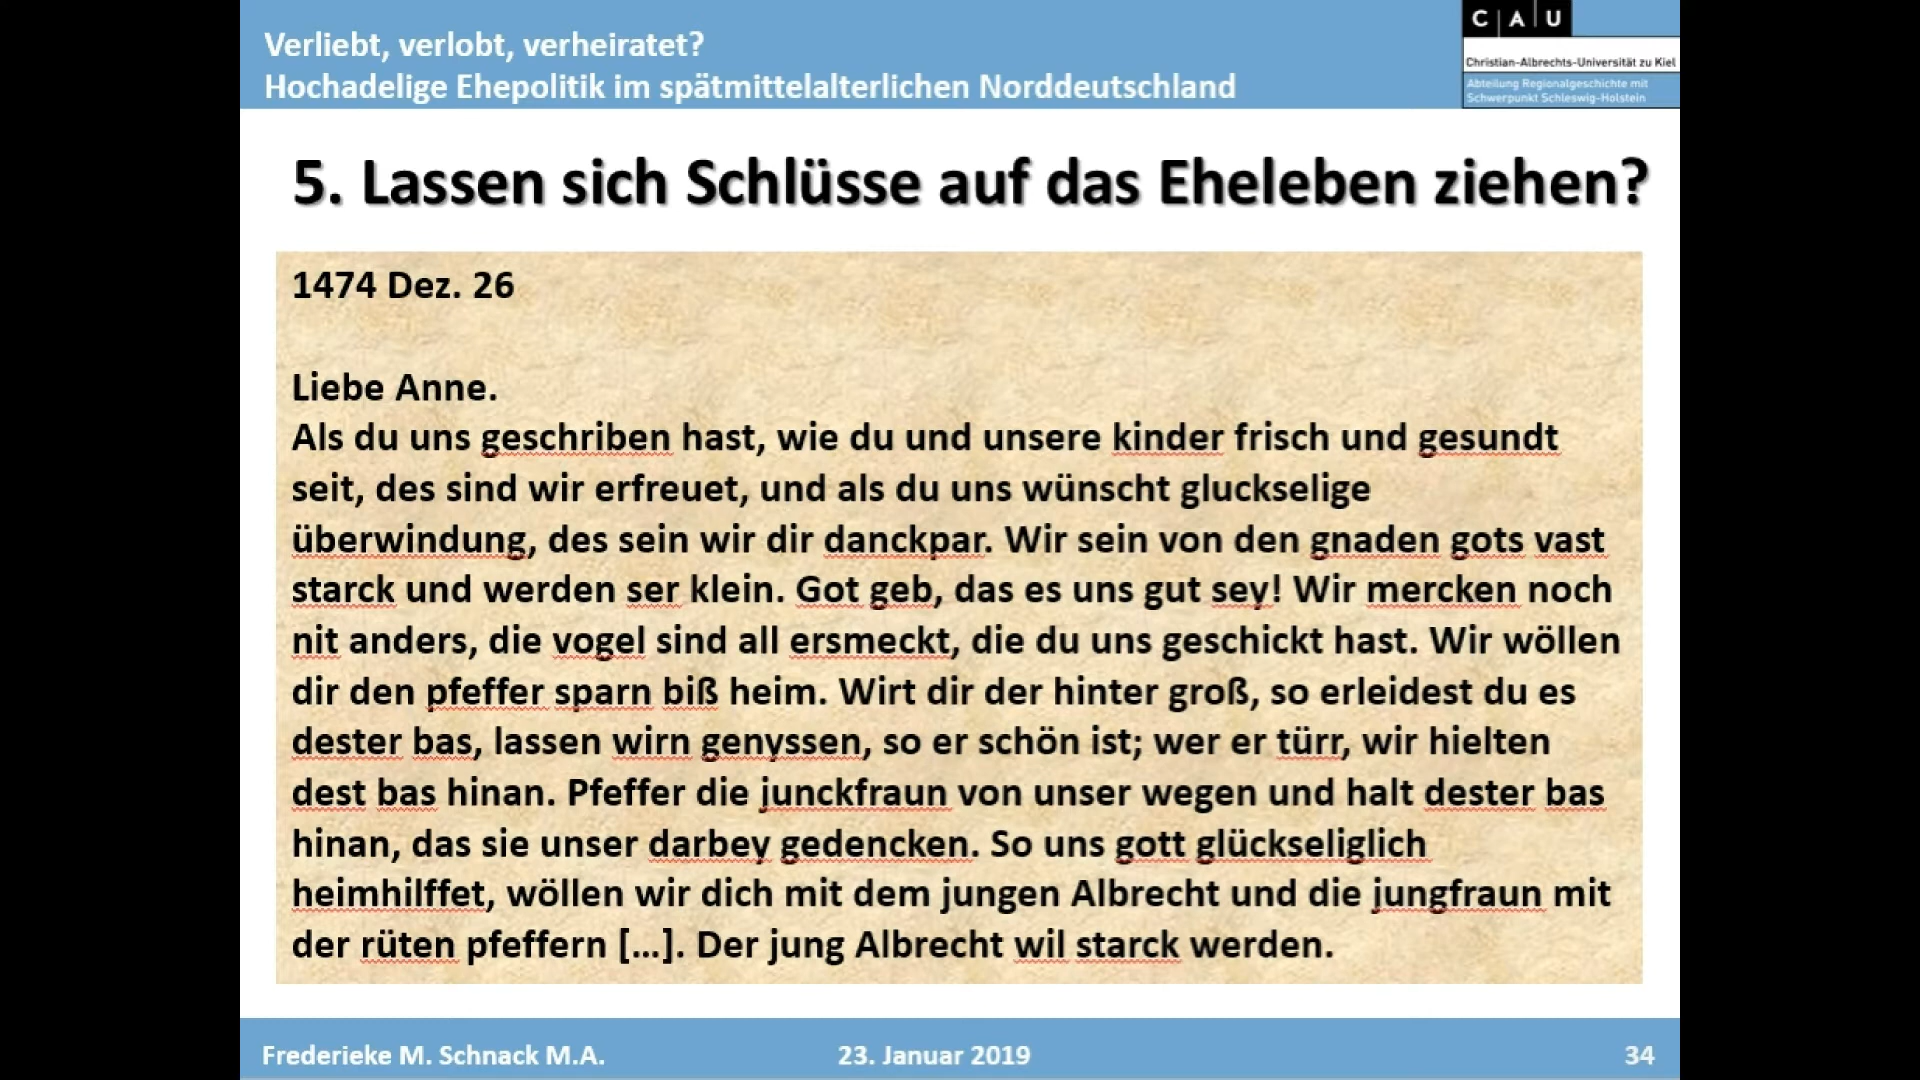 Verliebt, verlobt, verheiratet?
Hochadelige Ehepolitik im spätmittelalterlichen Norddeutschland
C A U
Christian-Albrechts-Universität zu Kiel
Abteilung Regionalgeschichte mit
Schwerpunkt Schleswig-Holstein
5. Lassen sich Schlüsse auf das Eheleben ziehen?
1474 Dez. 26
Liebe Anne.
Als du uns geschriben hast, wie du und unsere kinder frisch und gesundt
seit, des sind wir erfreuet, und als du uns wünscht gluckselige
überwindung, des sein wir dir danckpar. Wir sein von den gnaden gots vast
starck und werden ser klein. Got geb, das es uns gut sey! Wir mercken noch
nit anders, die vogel sind all ersmeckt, die du uns geschickt hast. Wir wöllen
dir den pfeffer sparn biß heim. Wirt dir der hinter groß, so erleidest du es
dester bas, lassen wirn genyssen, so er schön ist; wer er türr, wir hielten
dest bas hinan. Pfeffer die junckfraun von unser wegen und halt dester bas
hinan, das sie unser darbey gedencken. So uns gott glückseliglich
heimhilffet, wöllen wir dich mit dem jungen Albrecht und die jungfraun mit
der rüten pfeffern [...]. Der jung Albrecht wil starck werden.
Frederieke M. Schnack M.A.
23. Januar 2019
34